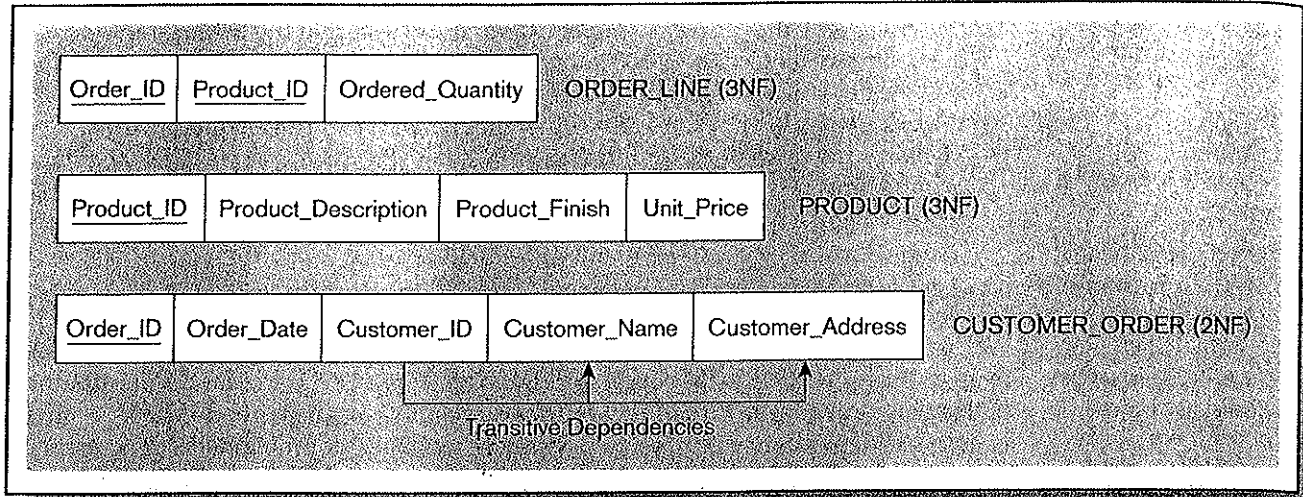 Order_ID Product_ID Ordered_Quantity ORDER_LINE (3NF)
Product_ID Product_Description Product_Finish Unit_Price PRODUCT (3NF)
Order_ID Order_Date Customer_ID Customer_Name Customer_Address CUSTOMER_ORDER (2NF)
Transitive Dependencies